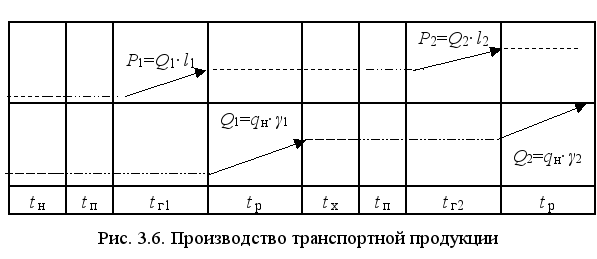 P₁=Q₁· l₁
P₂=Q₂· l₂
Q₁=qн·γ₁
Q₂=qн·γ₂
tн tп tг1 tр tх tп tг2 tр
Рис. 3.6. Производство транспортной продукции